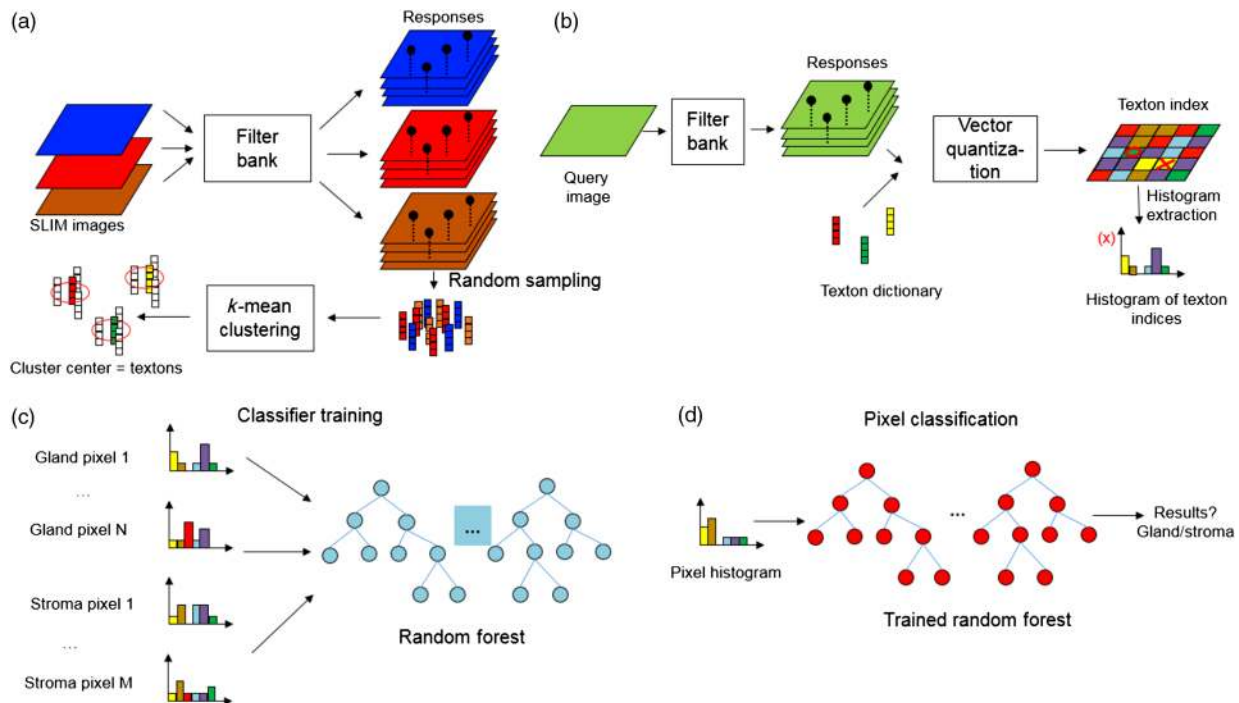 (a)
Responses
Filter
bank
SLIM images
Random sampling
k-mean
clustering
Cluster center = textons
(b)
Responses
Filter
bank
Query
image
Vector
quantiza-
tion
Texton index
Texton dictionary
Histogram
extraction
(x)
Histogram of texton
indices
(c)
Classifier training
Gland pixel 1
...
Gland pixel N
Stroma pixel 1
...
Stroma pixel M
...
Random forest
(d)
Pixel classification
Pixel histogram
...
Results?
Gland/stroma
Trained random forest